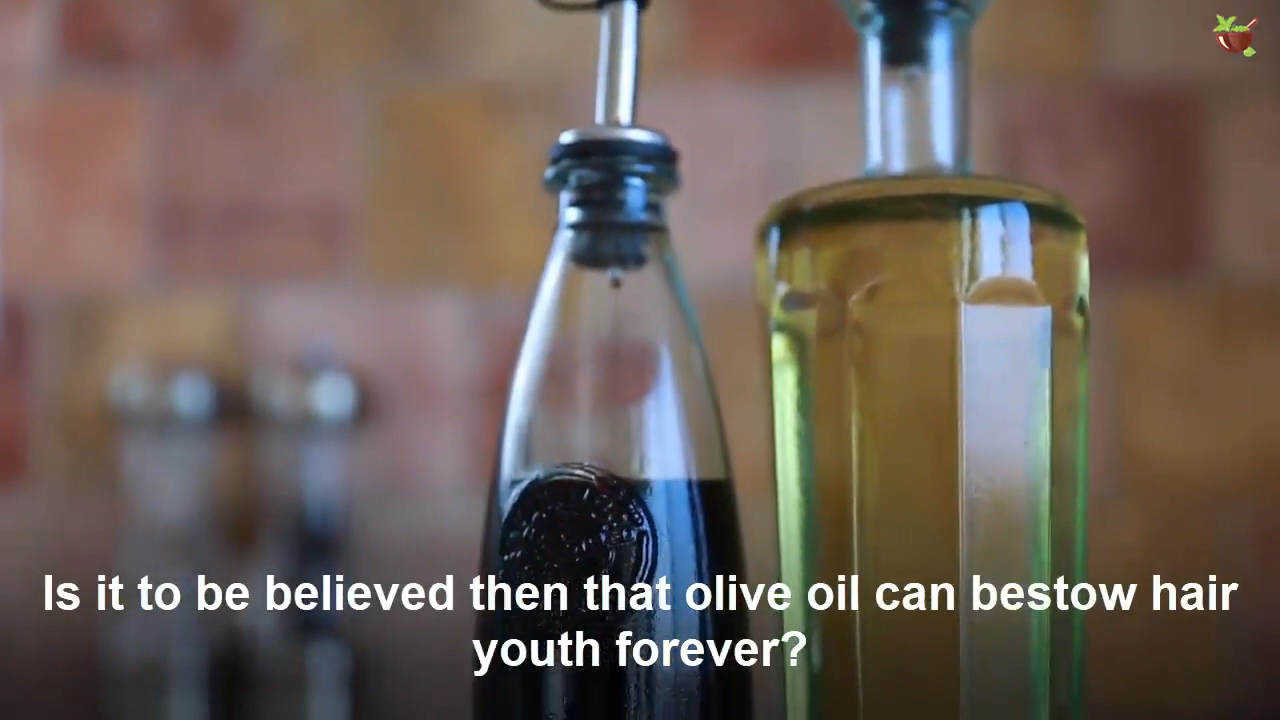 Is it to be believed then that olive oil can bestow hair
youth forever?